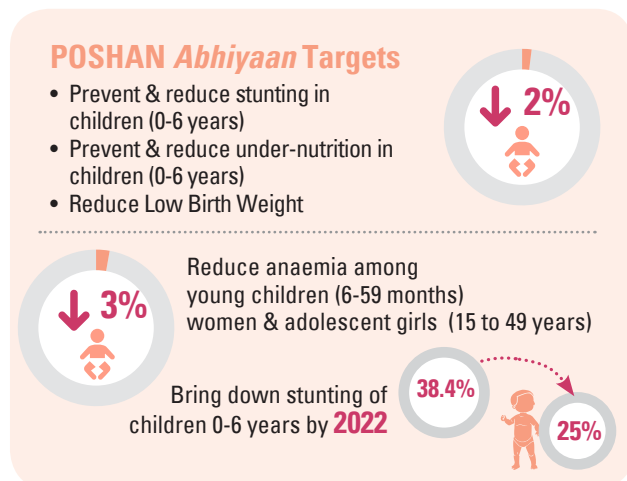 POSHAN Abhiyaan Targets
• Prevent & reduce stunting in
children (0-6 years)
• Prevent & reduce under-nutrition in
children (0-6 years)
• Reduce Low Birth Weight
2%
3%
Reduce anaemia among
young children (6-59 months)
women & adolescent girls (15 to 49 years)
Bring down stunting of
children 0-6 years by 2022
38.4%
25%